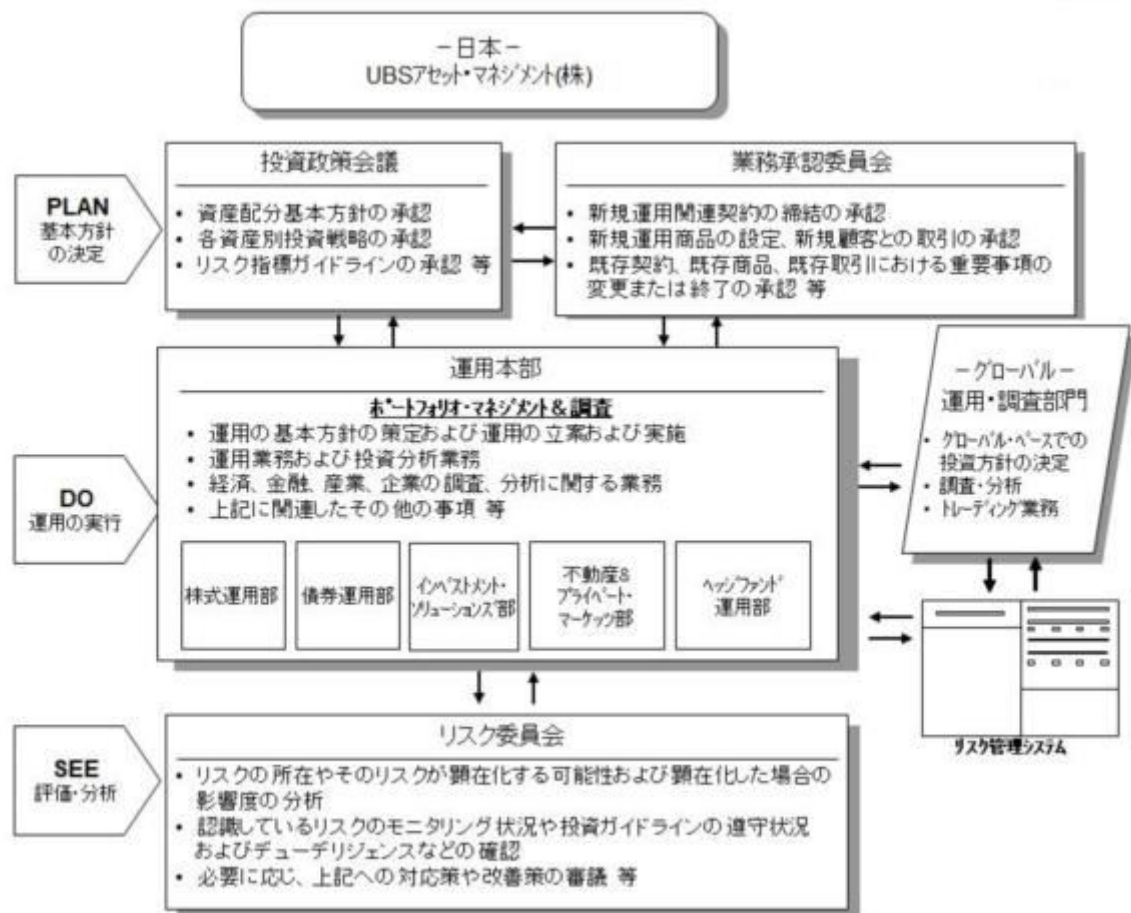 －日本－
UBSアセット・マネジメント(株)
PLAN
基本方針
の決定
投資政策会議
• 資産配分基本方針の承認
• 各資産別投資戦略の承認
• リスク指標ガイドラインの承認 等
業務承認委員会
• 新規運用関連契約の締結の承認
• 新規運用商品の設定、新規顧客との取引の承認
• 既存契約、既存商品、既存取引における重要事項の
変更または終了の承認 等
DO
運用の実行
運用本部
ポートフォリオ・マネジメント＆調査
• 運用の基本方針の策定および運用の立案および実施
• 運用業務および投資分析業務
• 経済、金融、産業、企業の調査、分析に関する業務
• 上記に関連したその他の事項 等
株式運用部
債券運用部
インベストメント・
ソリューションズ部
不動産&
プライベート・
マーケッツ部
ヘッジファンド
運用部
－グローバル－
運用・調査部門
• グローバル・ベースでの
投資方針の決定
• 調査・分析
• トレーディング業務
リスク管理システム
SEE
評価・分析
リスク委員会
• リスクの所在やそのリスクが顕在化する可能性および顕在化した場合の
影響度の分析
• 認識しているリスクのモニタリング状況や投資ガイドラインの遵守状況
およびデューデリジェンスなどの確認
• 必要に応じ、上記への対応策や改善策の審議 等